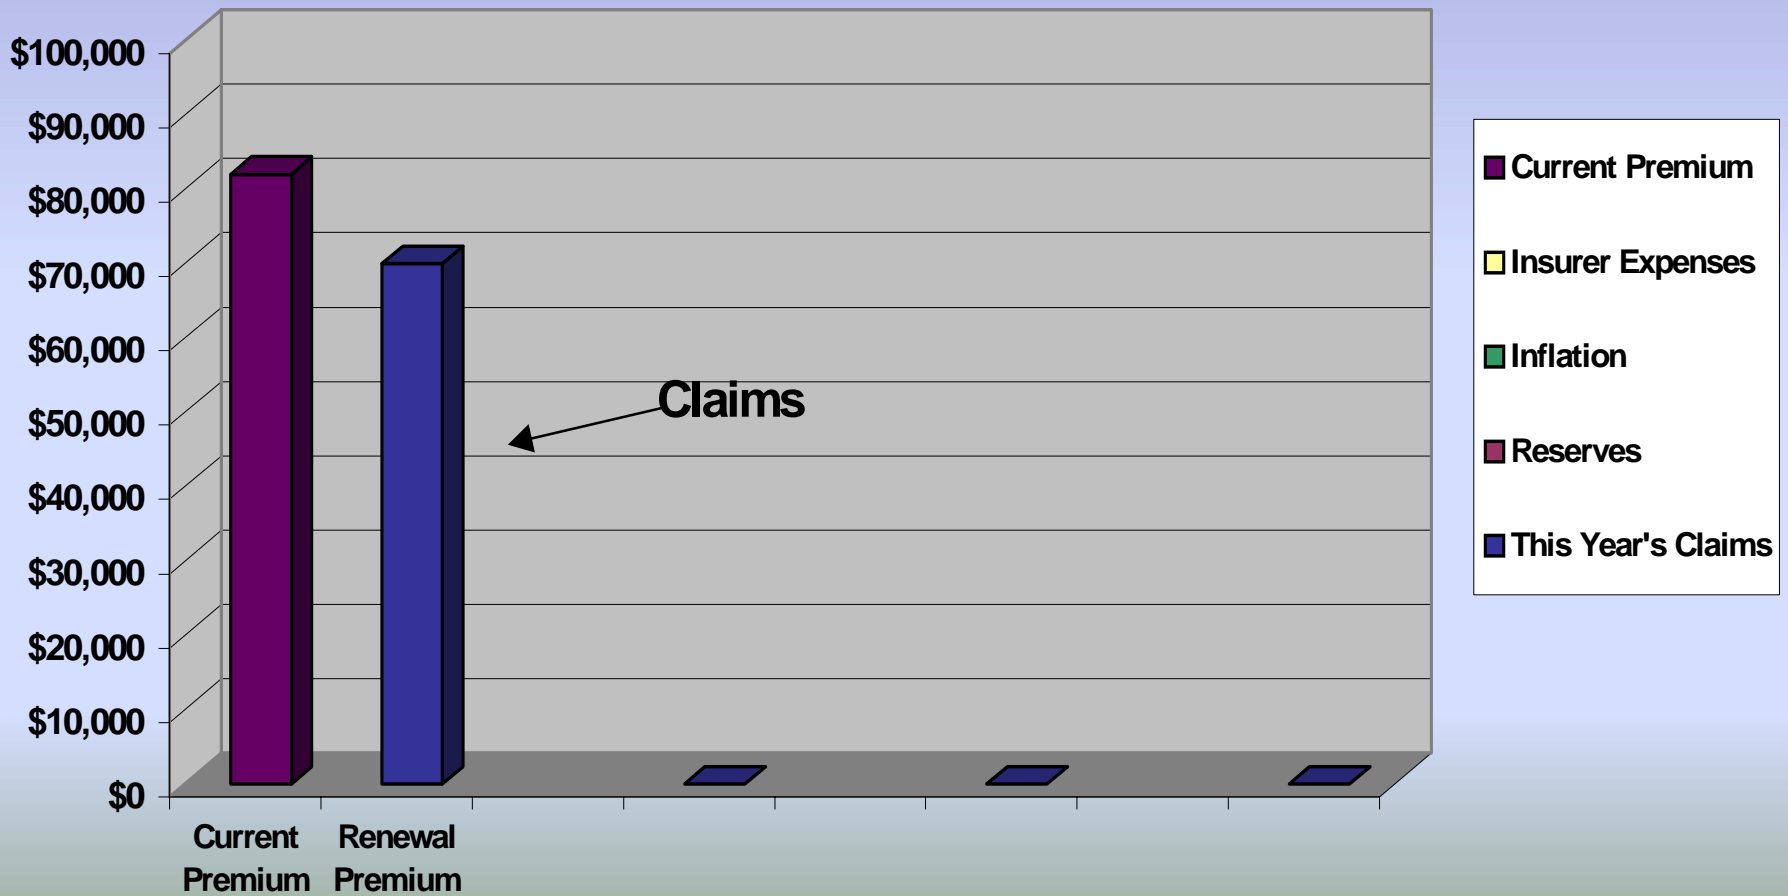 $100,000
$90,000
$80,000
$70,000
$60,000
$50,000
$40,000
$30,000
$20,000
$10,000
$0
Claims
Current
Premium
Renewal
Premium
Current Premium
Insurer Expenses
Inflation
Reserves
This Year's Claims